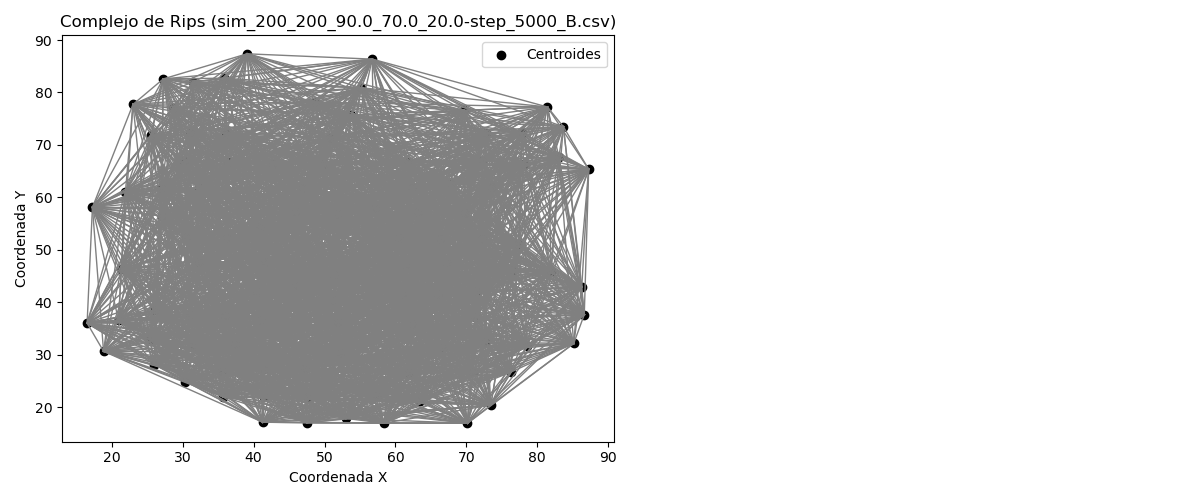 Complejo de Rips (sim_200_200_90.0_70.0_20.0-step_5000_B.csv)
90
80
70
60
50
40
30
20
Coordenada Y
Centroides
20 30 40 50 60 70 80 90
Coordenada X